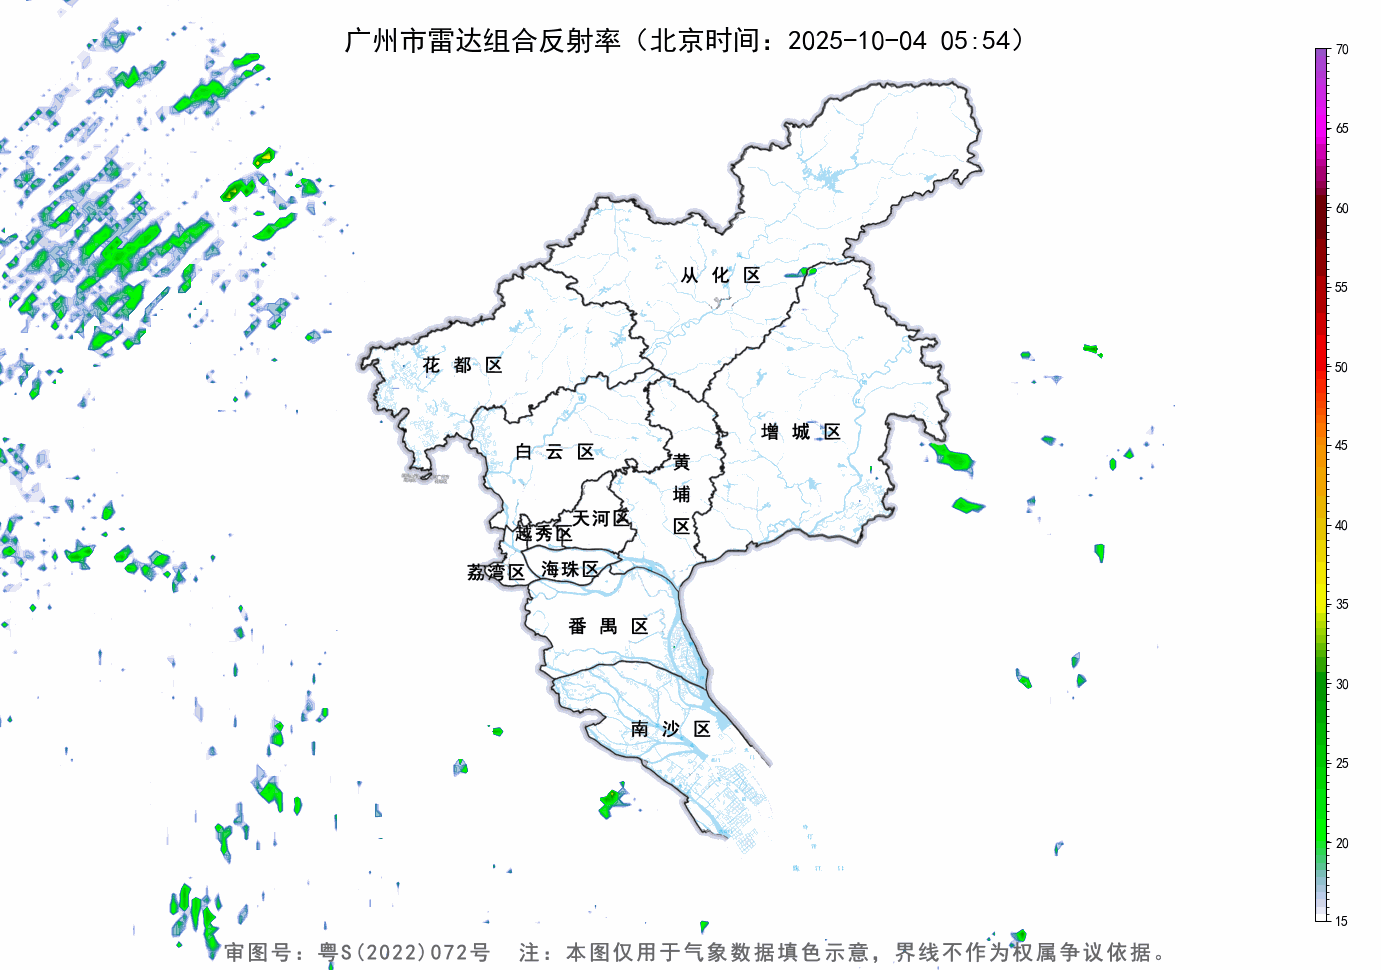 广州市雷达组合反射率（北京时间：2025-10-04 05:54）
70
65
60
55
50
45
40
35
30
25
20
15
从化区
花都区
增城区
白云区
黄埔区
天河区
越秀区
荔湾区
海珠区
番禺区
南沙区
审图号：粤S(2022)072号 注：本图仅用于气象数据填色示意，界线不作为权属争议依据。